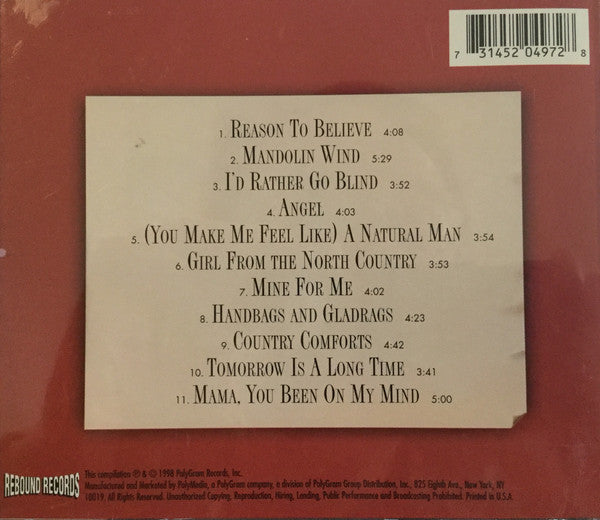 7 31452 04972 8
1. REASON TO BELIEVE 4:08
2. MANDOLIN WIND 5:29
3. I'D RATHER GO BLIND 3:52
4. ANGEL 4:03
5. (YOU MAKE ME FEEL LIKE) A NATURAL MAN 3:54
6. GIRL FROM THE NORTH COUNTRY 3:53
7. MINE FOR ME 4:02
8. HANDBAGS AND GLADRAGS 4:23
9. COUNTRY COMFORTS 4:42
10. TOMORROW IS A LONG TIME 3:41
11. MAMA, YOU BEEN ON MY MIND 5:00
REBOUND RECORDS
This compilation ℗ & © 1998 PolyGram Records, Inc.
Manufactured and Marketed by PolyMedia, a PolyGram company, a division of PolyGram Group Distribution, Inc., 825 Eighth Ave., New York, NY
10019. All Rights Reserved. Unauthorized Copying, Reproduction, Hiring, Lending, Public Performance and Broadcasting Prohibited. Printed in U.S.A.